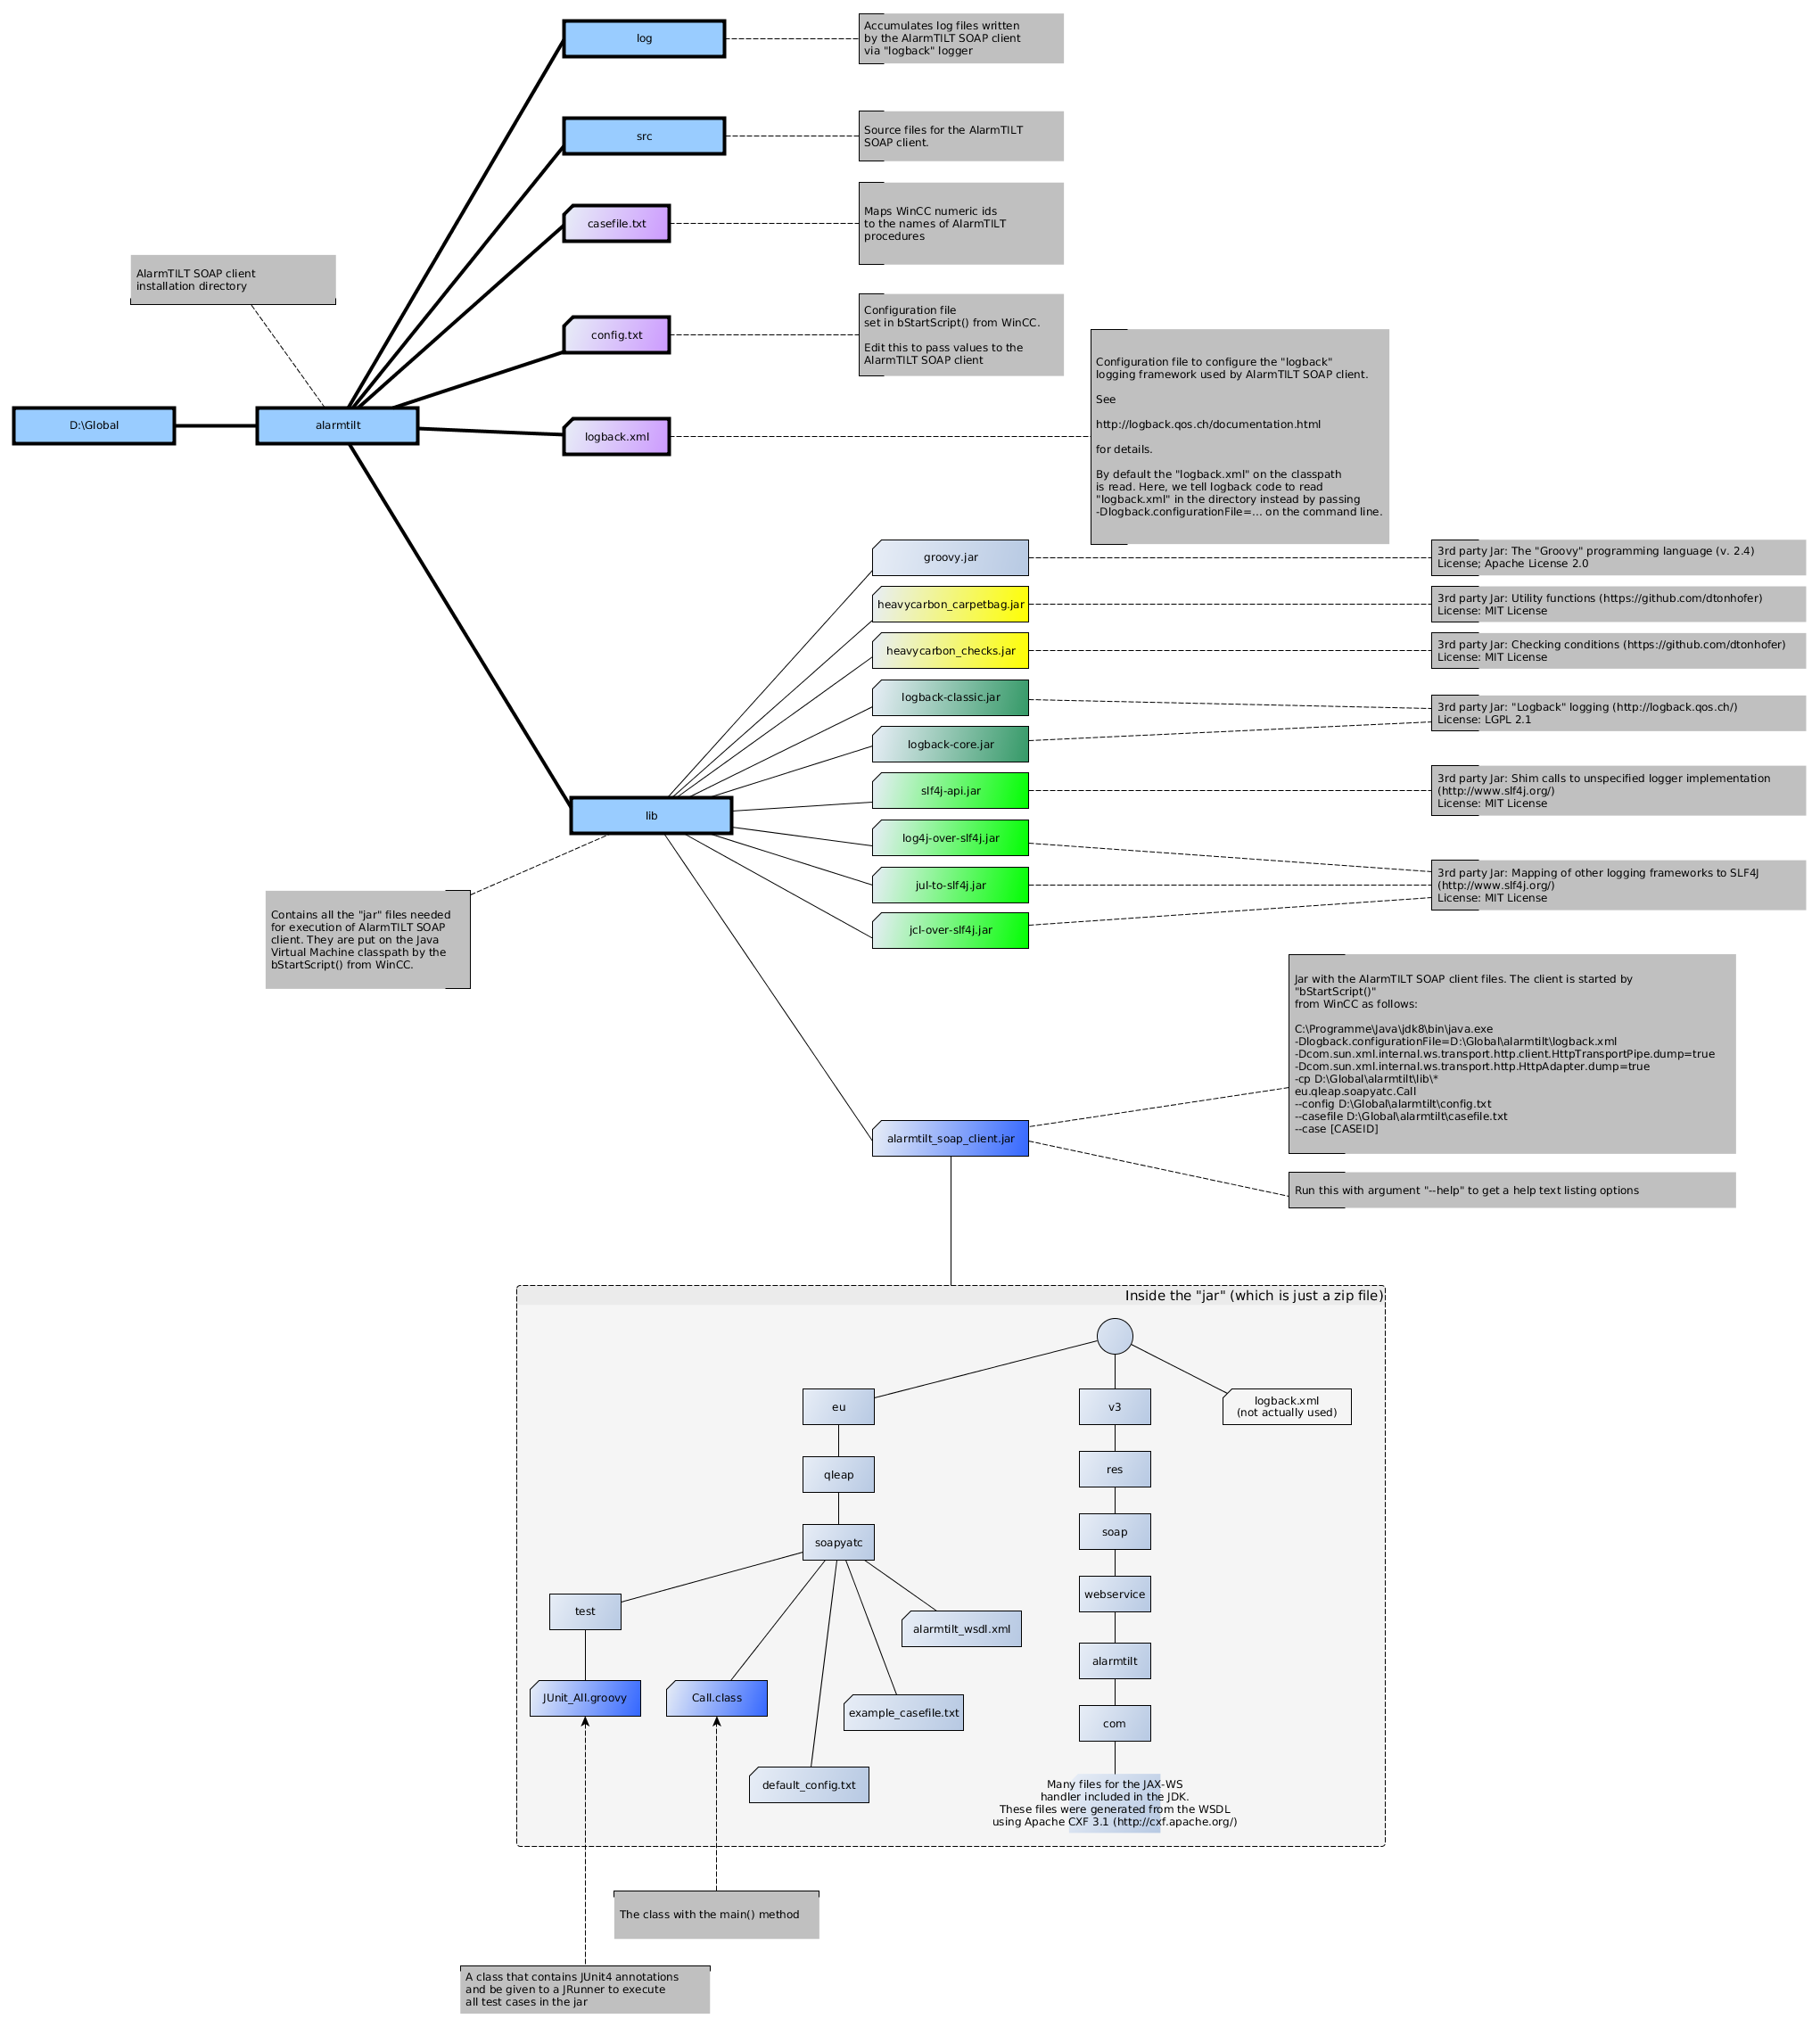 log
Accumulates log files written
by the AlarmTILT SOAP client
via "logback" logger
src
Source files for the AlarmTILT
SOAP client.
casefile.txt
Maps WinCC numeric ids
to the names of AlarmTILT
procedures
AlarmTILT SOAP client
installation directory
config.txt
Configuration file
set in bStartScript() from WinCC.
Edit this to pass values to the
AlarmTILT SOAP client
D:\Global
alarmtilt
logback.xml
Configuration file to configure the "logback"
logging framework used by AlarmTILT SOAP client.
See
http://logback.qos.ch/documentation.html
for details.
By default the "logback.xml" on the classpath
is read. Here, we tell logback code to read
"logback.xml" in the directory instead by passing
-Dlogback.configurationFile=... on the command line.
groovy.jar
3rd party Jar: The "Groovy" programming language (v. 2.4)
License; Apache License 2.0
heavycarbon_carpetbag.jar
3rd party Jar: Utility functions (https://github.com/dtonhofer)
License: MIT License
heavycarbon_checks.jar
3rd party Jar: Checking conditions (https://github.com/dtonhofer)
License: MIT License
logback-classic.jar
3rd party Jar: "Logback" logging (http://logback.qos.ch/)
License: LGPL 2.1
logback-core.jar
slf4j-api.jar
3rd party Jar: Shim calls to unspecified logger implementation
(http://www.slf4j.org/)
License: MIT License
lib
log4j-over-slf4j.jar
jul-to-slf4j.jar
3rd party Jar: Mapping of other logging frameworks to SLF4J
(http://www.slf4j.org/)
License: MIT License
jcl-over-slf4j.jar
Contains all the "jar" files needed
for execution of AlarmTILT SOAP
client. They are put on the Java
Virtual Machine classpath by the
bStartScript() from WinCC.
Jar with the AlarmTILT SOAP client files. The client is started by
"bStartScript()"
from WinCC as follows:
C:\Programme\Java\jdk8\bin\java.exe
-Dlogback.configurationFile=D:\Global\alarmtilt\logback.xml
-Dcom.sun.xml.internal.ws.transport.http.client.HttpTransportPipe.dump=true
-Dcom.sun.xml.internal.ws.transport.http.HttpAdapter.dump=true
-cp D:\Global\alarmtilt\lib\*
eu.qleap.soapyatc.Call
--config D:\Global\alarmtilt\config.txt
--casefile D:\Global\alarmtilt\casefile.txt
--case [CASEID]
alarmtilt_soap_client.jar
Run this with argument "--help" to get a help text listing options
Inside the "jar" (which is just a zip file)
eu
v3
logback.xml
(not actually used)
qleap
res
soapyatc
soap
test
webservice
alarmtilt_wsdl.xml
alarmtilt
JUnit_All.groovy
Call.class
example_casefile.txt
com
default_config.txt
Many files for the JAX-WS
handler included in the JDK.
These files were generated from the WSDL
using Apache CXF 3.1 (http://cxf.apache.org/)
The class with the main() method
A class that contains JUnit4 annotations
and be given to a JRunner to execute
all test cases in the jar